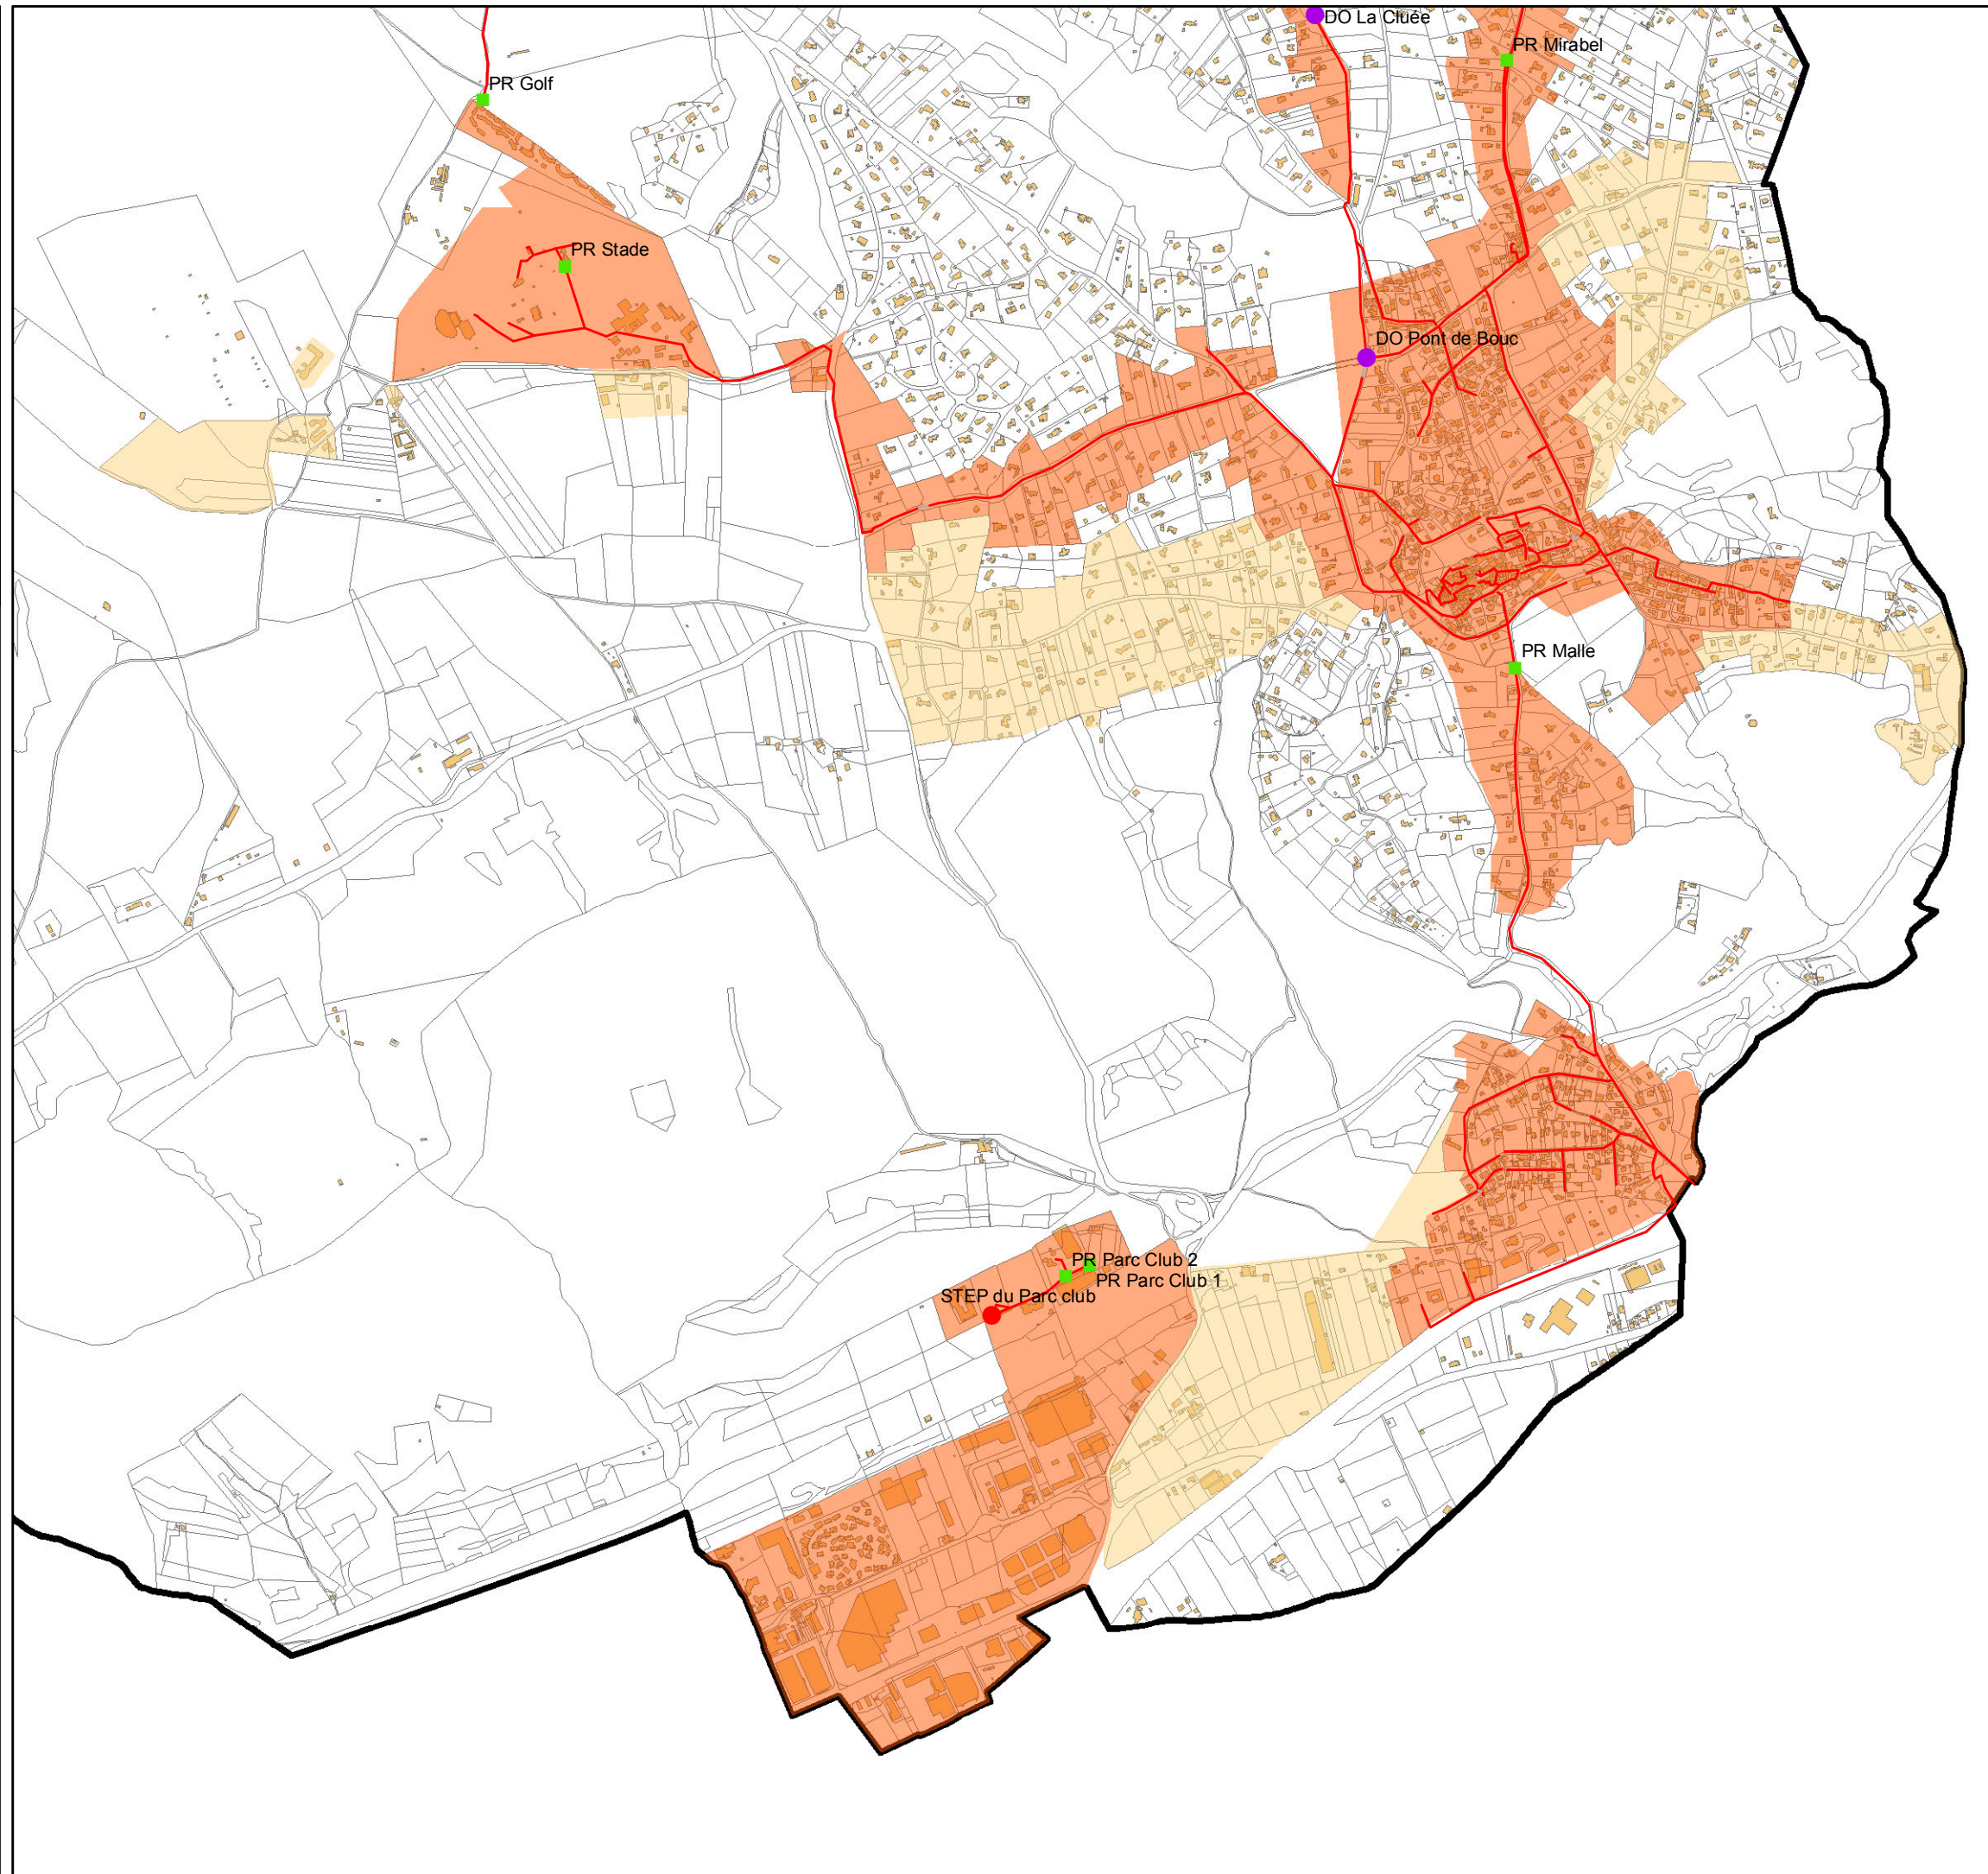 DO La Cluée
PR Mirabel
PR Golf
PR Stade
DO Pont de Bouc
PR Malle
PR Parc Club 2
PR Parc Club 1
STEP du Parc club